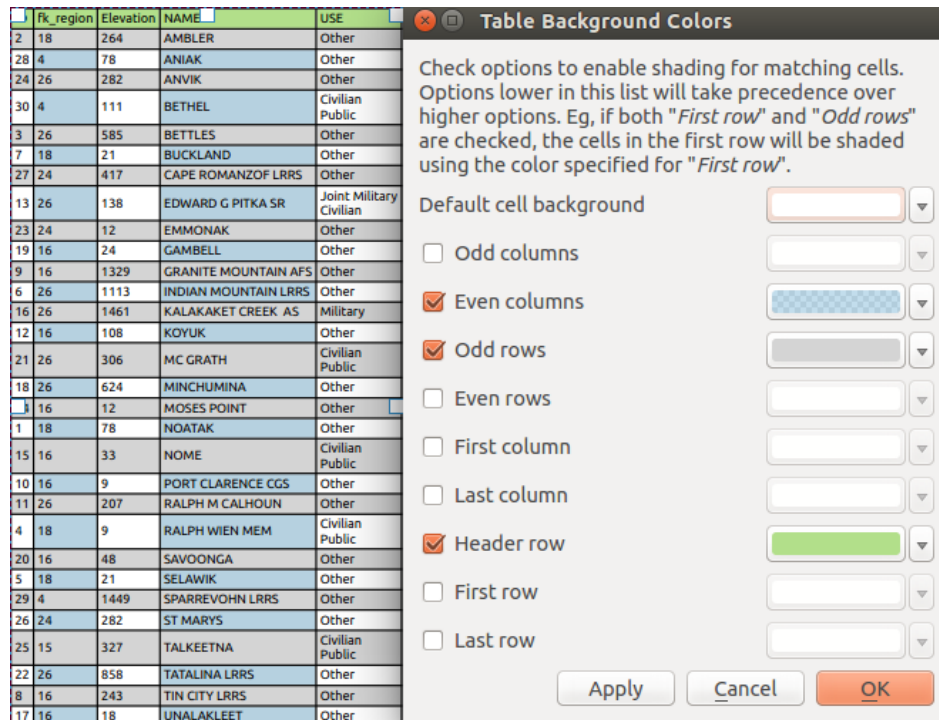 fk_region Elevation NAME USE
2 18 264 AMBLER Other
28 4 78 ANIAK Other
24 26 282 ANVIK Other
30 4 111 BETHEL Civilian Public
3 26 585 BETTLES Other
7 18 21 BUCKLAND Other
27 24 417 CAPE ROMANZOF LRRS Other
13 26 138 EDWARD G PITKA SR Joint Military Civilian
23 24 12 EMMONAK Other
19 16 24 GAMBELL Other
9 16 1329 GRANITE MOUNTAIN AFS Other
6 26 1113 INDIAN MOUNTAIN LRRS Other
16 26 1461 KALAKAKET CREEK AS Military
12 16 108 KOYUK Other
21 26 306 MC GRATH Civilian Public
18 26 624 MINCHUMINA Other
16 12 MOSES POINT Other
1 18 78 NOATAK Other
15 16 33 NOME Civilian Public
10 16 9 PORT CLARENCE CGS Other
11 26 207 RALPH M CALHOUN Other
4 18 9 RALPH WIEN MEM Civilian Public
20 16 48 SAVOONGA Other
5 18 21 SELAWIK Other
29 4 1449 SPARREVOHN LRRS Other
26 24 282 ST MARYS Other
25 15 327 TALKEETNA Civilian Public
22 26 858 TATALINA LRRS Other
8 16 243 TIN CITY LRRS Other
17 16 18 UNALAKLEET Other
Table Background Colors
Check options to enable shading for matching cells.
Options lower in this list will take precedence over
higher options. Eg, if both "First row" and "Odd rows"
are checked, the cells in the first row will be shaded
using the color specified for "First row".
Default cell background
Odd columns
Even columns
Odd rows
Even rows
First column
Last column
Header row
First row
Last row
Apply Cancel OK